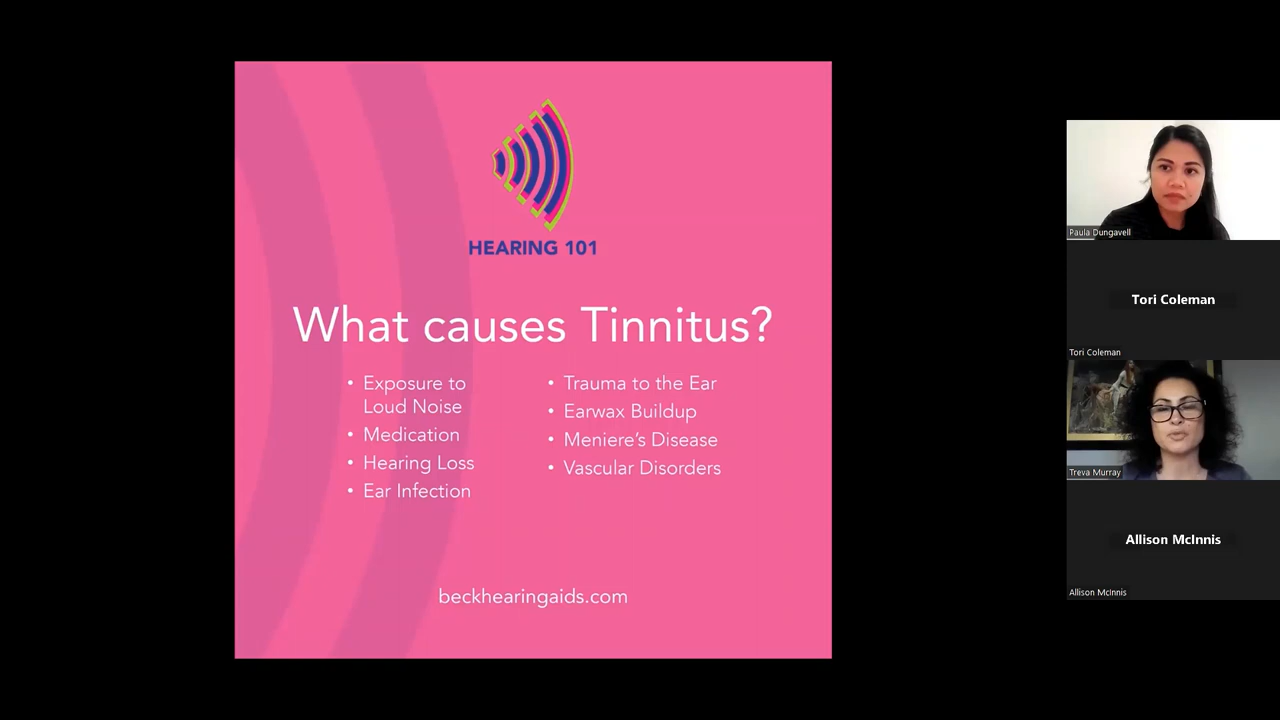 HEARING 101
What causes Tinnitus?
• Exposure to
Loud Noise
• Medication
• Hearing Loss
• Ear Infection
• Trauma to the Ear
• Earwax Buildup
• Meniere's Disease
• Vascular Disorders
beckhearingaids.com
Paula Dungavell
Tori Coleman
Tori Coleman
Treva Murray
Allison McInnis
Allison McInnis